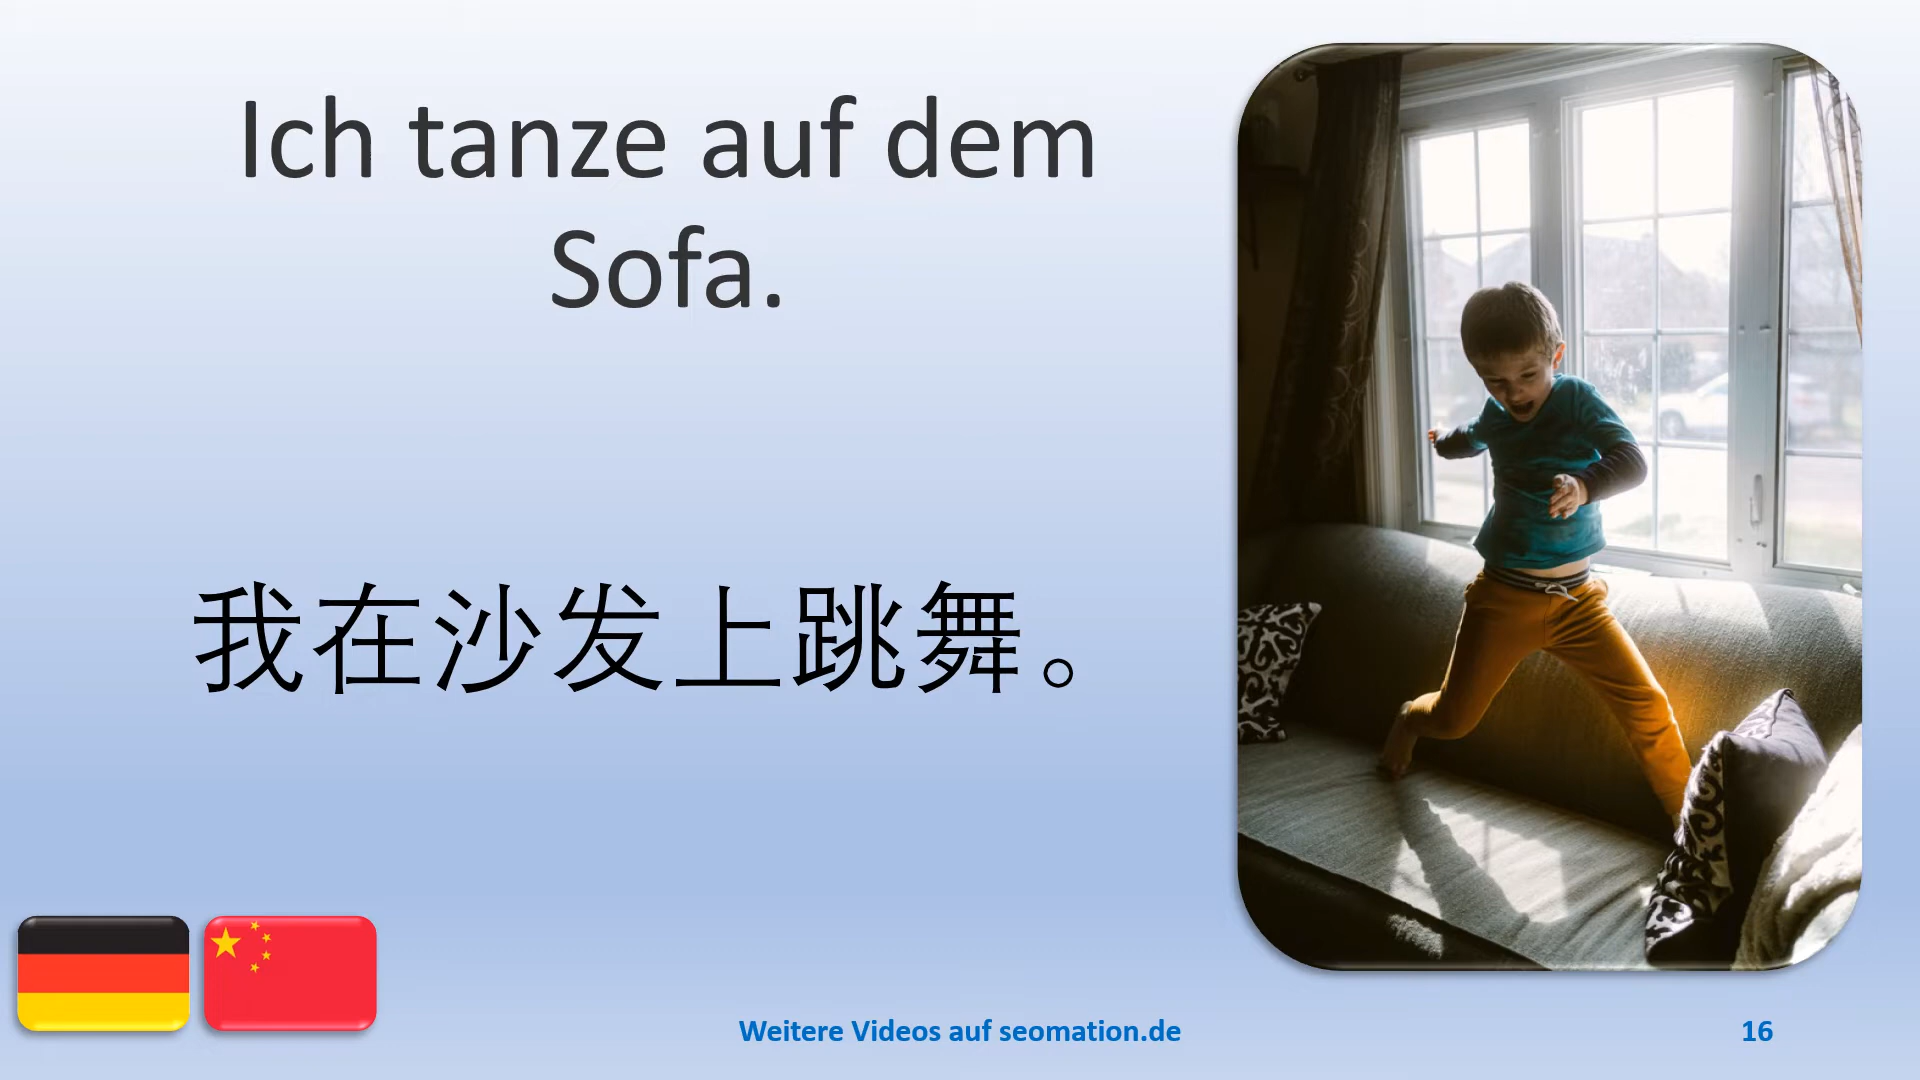 Ich tanze auf dem
Sofa.
我在沙发上跳舞。
Weitere Videos auf seomation.de
16